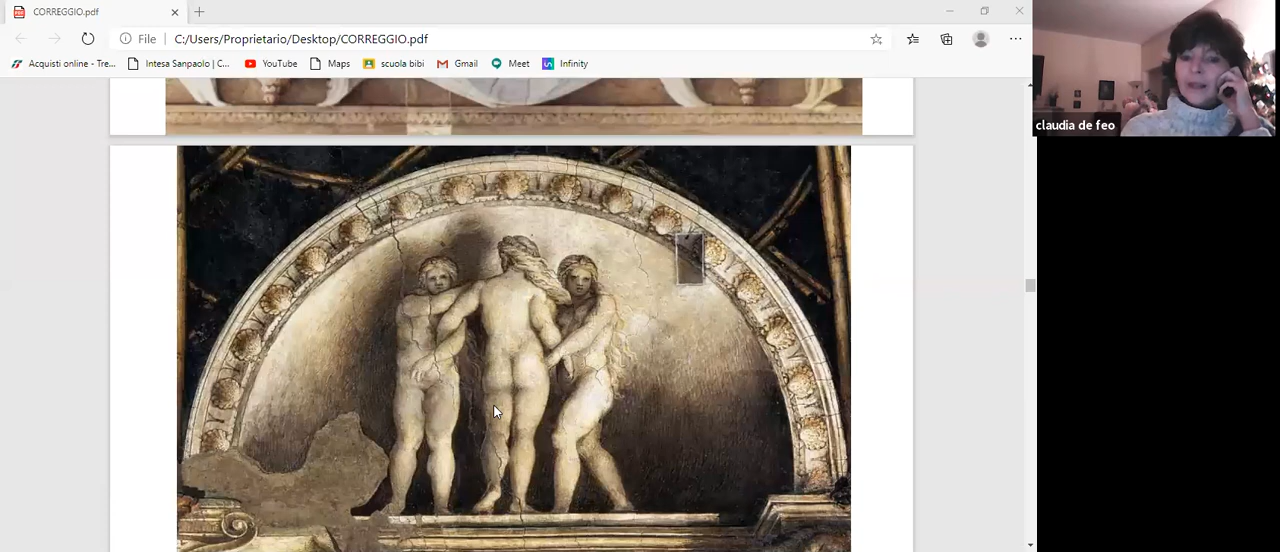 CORREGGIO.pdf
File
C:/Users/Proprietario/Desktop/CORREGGIO.pdf
Acquisti online - Tre...
Intesa Sanpaolo | C...
YouTube
Maps
scuola bibi
Gmail
Meet
Infinity
claudia de feo